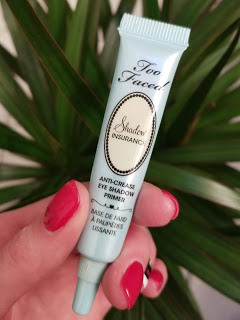 Too
Faced
Shadow
INSURANCE
ANTI-CREASE
EYE SHADOW
PRIMER
BASE DE FARD
À PAUPIÈRES
LISSANTE